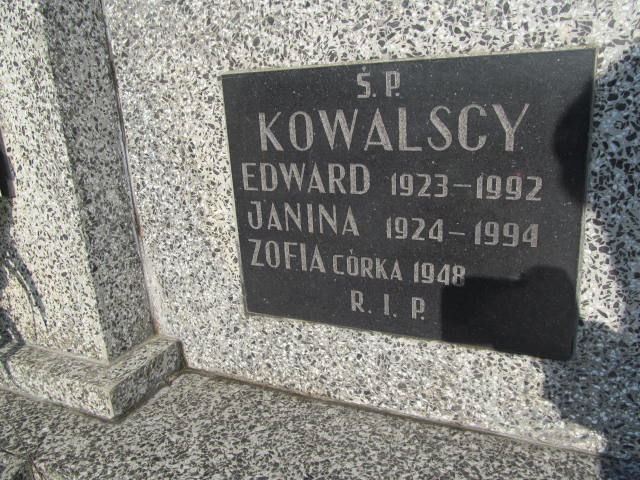 Ś.P.
KOWALSCY
EDWARD 1923-1992
JANINA 1924-1994
ZOFIA CÓRKA 1948
R. I. P.